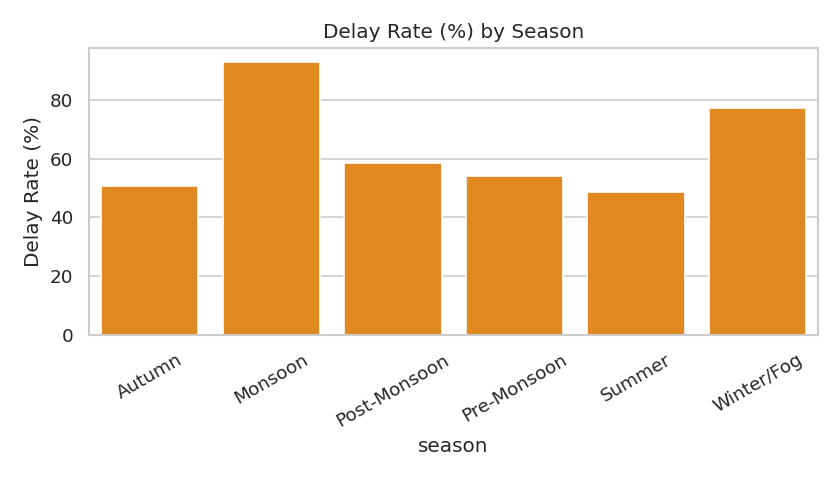 Delay Rate (%) by Season
Delay Rate (%)
80
60
40
20
0
Autumn
Monsoon
Post-Monsoon
Pre-Monsoon
Summer
Winter/Fog
season